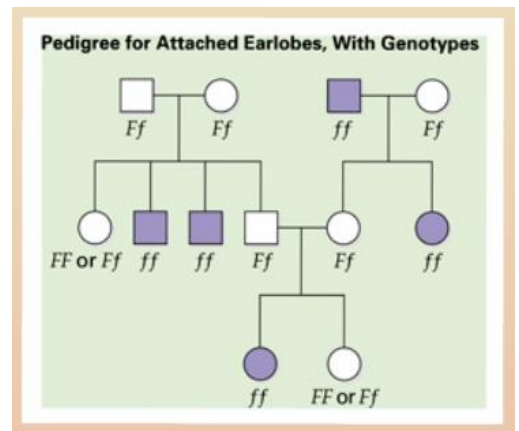 Pedigree for Attached Earlobes, With Genotypes
Ff Ff ff Ff
FF or Ff ff ff Ff Ff ff
ff FF or Ff